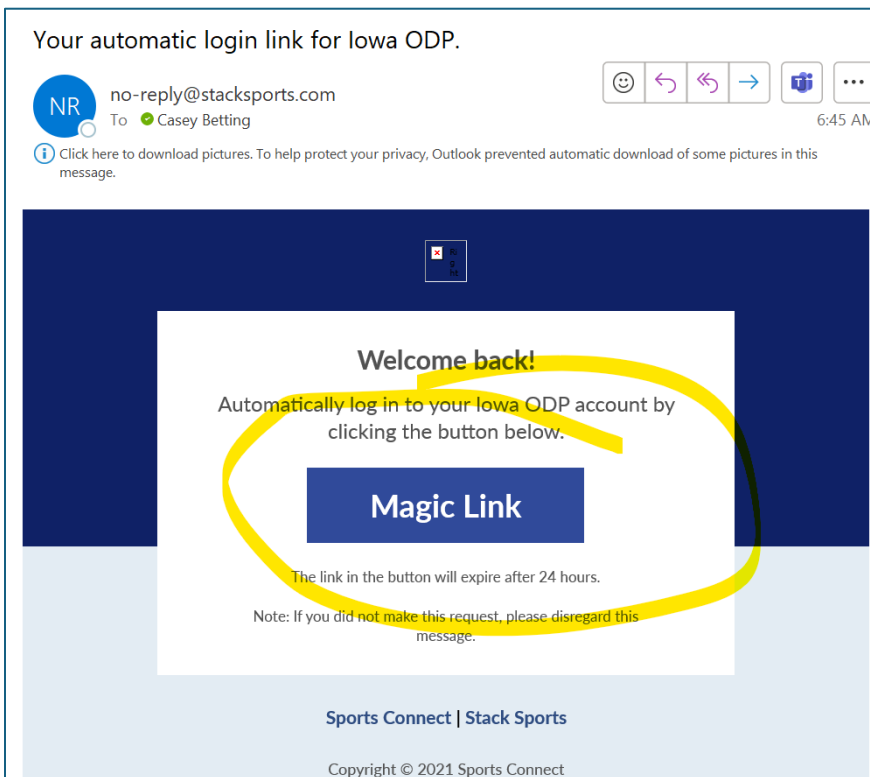 Your automatic login link for Iowa ODP.
NR
no-reply@stacksports.com
To Casey Betting
6:45 AM
Click here to download pictures. To help protect your privacy, Outlook prevented automatic download of some pictures in this
message.
Ri
g
ht
Welcome back!
Automatically log in to your Iowa ODP account by
clicking the button below.
Magic Link
The link in the button will expire after 24 hours.
Note: If you did not make this request, please disregard this
message.
Sports Connect | Stack Sports
Copyright © 2021 Sports Connect